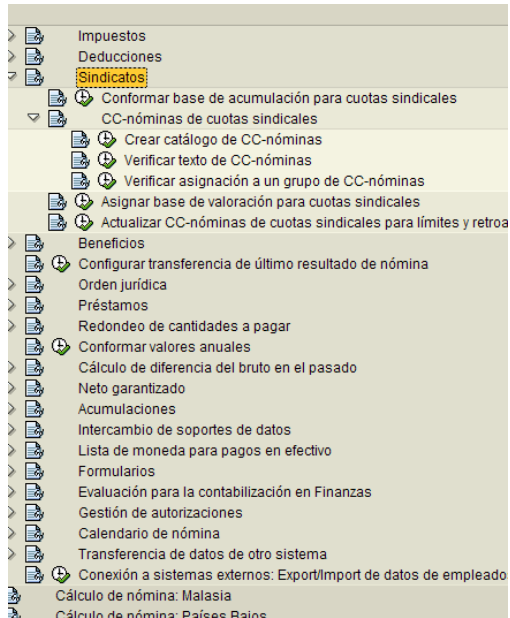 Impuestos
Deducciones
Sindicatos
Conformar base de acumulación para cuotas sindicales
CC-nóminas de cuotas sindicales
Crear catálogo de CC-nóminas
Verificar texto de CC-nóminas
Verificar asignación a un grupo de CC-nóminas
Asignar base de valoración para cuotas sindicales
Actualizar CC-nóminas de cuotas sindicales para límites y retroa
Beneficios
Configurar transferencia de último resultado de nómina
Orden jurídica
Préstamos
Redondeo de cantidades a pagar
Conformar valores anuales
Cálculo de diferencia del bruto en el pasado
Neto garantizado
Acumulaciones
Intercambio de soportes de datos
Lista de moneda para pagos en efectivo
Formularios
Evaluación para la contabilización en Finanzas
Gestión de autorizaciones
Calendario de nómina
Transferencia de datos de otro sistema
Conexión a sistemas externos: Export/Import de datos de empleado
Cálculo de nómina: Malasia
Cálculo de nómina: Países Bajos